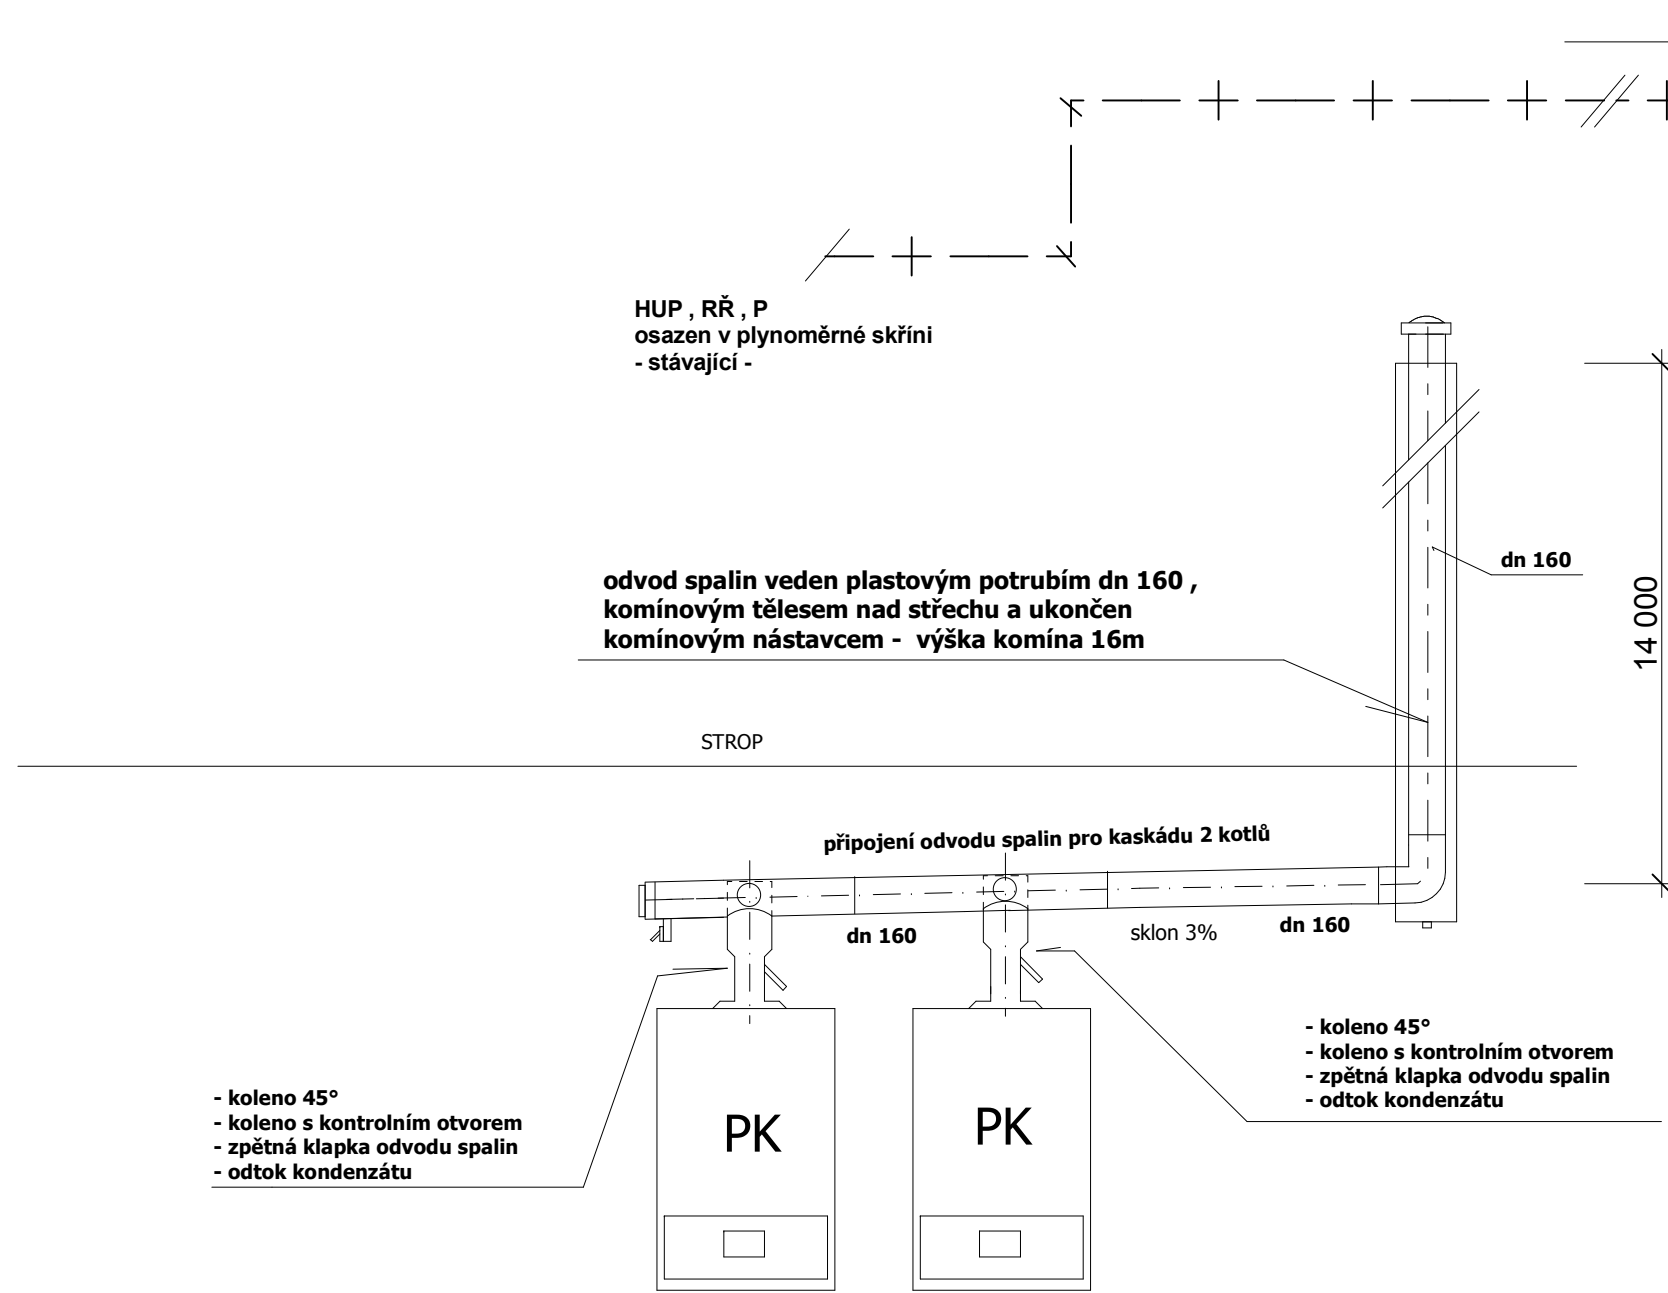 HUP , RŘ , P
osazen v plynoměrné skříni
- stávající -
dn 160
odvod spalin veden plastovým potrubím dn 160 ,
komínovým tělesem nad střechu a ukončen
komínovým nástavcem - výška komína 16m
14 000
STROP
připojení odvodu spalin pro kaskádu 2 kotlů
dn 160
sklon 3%
dn 160
- koleno 45°
- koleno s kontrolním otvorem
- zpětná klapka odvodu spalin
- odtok kondenzátu
- koleno 45°
- koleno s kontrolním otvorem
- zpětná klapka odvodu spalin
- odtok kondenzátu
PK
PK